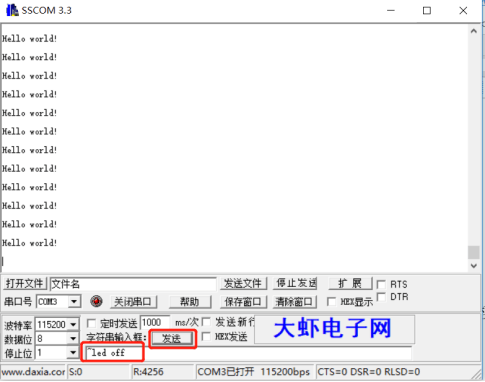 SSCOM 3.3
Hello world!
Hello world!
Hello world!
Hello world!
Hello world!
Hello world!
Hello world!
Hello world!
Hello world!
Hello world!
Hello world!
Hello world!
打开文件 文件名 发送文件 停止发送 扩 展 RTS
DTR
串口号 COM3 关闭串口 帮助 保存窗口 清除窗口 HEX显示
波特率 115200 定时发送 1000 ms/次 发送新行 大虾电子网
数据位 8 字符串输入框: 发送 HEX发送
停止位 1 ~led off
www.daxia.com S:0 R:4256 COM3已打开 115200bps CTS=0 DSR=0 RLSD=0